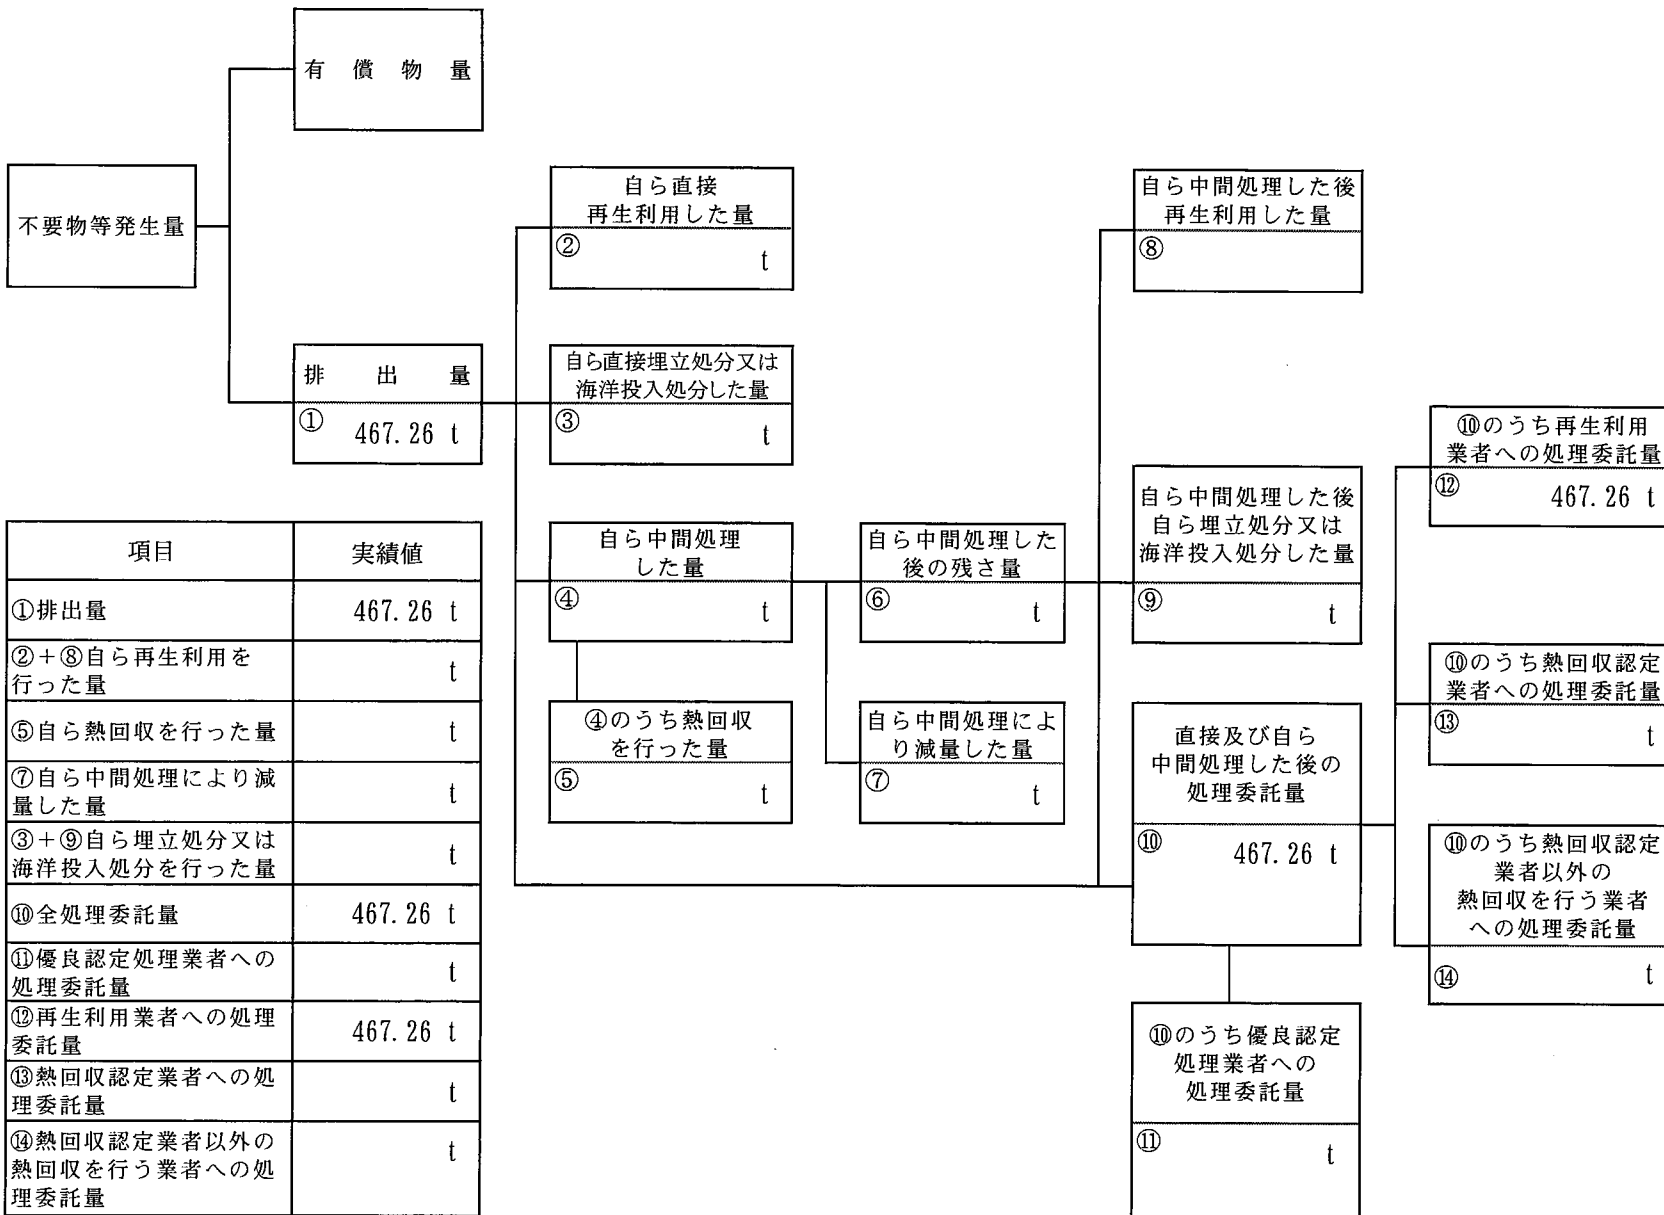 有償物量
不要物等発生量
排出量
① 467.26 t
自ら直接
再生利用した量
② t
自ら直接埋立処分又は
海洋投入処分した量
③ t
自ら中間処理
した量
④ t
④のうち熱回収
を行った量
⑤ t
自ら中間処理した
後の残さ量
⑥ t
自ら中間処理によ
り減量した量
⑦ t
自ら中間処理した後
再生利用した量
⑧
自ら中間処理した後
自ら埋立処分又は
海洋投入処分した量
⑨ t
直接及び自ら
中間処理した後の
処理委託量
⑩ 467.26 t
⑩のうち優良認定
処理業者への
処理委託量
⑪ t
⑩のうち再生利用
業者への処理委託量
⑫ 467.26 t
⑩のうち熱回収認定
業者への処理委託量
⑬ t
⑩のうち熱回収認定
業者以外の
熱回収を行う業者
への処理委託量
⑭ t
項目 実績値
①排出量 467.26 t
②+⑧自ら再生利用を
行った量 t
⑤自ら熱回収を行った量 t
⑦自ら中間処理により減
量した量 t
③+⑨自ら埋立処分又は
海洋投入処分を行った量 t
⑩全処理委託量 467.26 t
⑪優良認定処理業者への
処理委託量 t
⑫再生利用業者への処理
委託量 467.26 t
⑬熱回収認定業者への処
理委託量 t
⑭熱回収認定業者以外の
熱回収を行う業者への処
理委託量 t